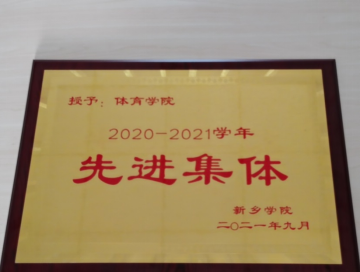 授予：体育学院
2020-2021学年
先进集体
新乡学院
二〇二一年九月